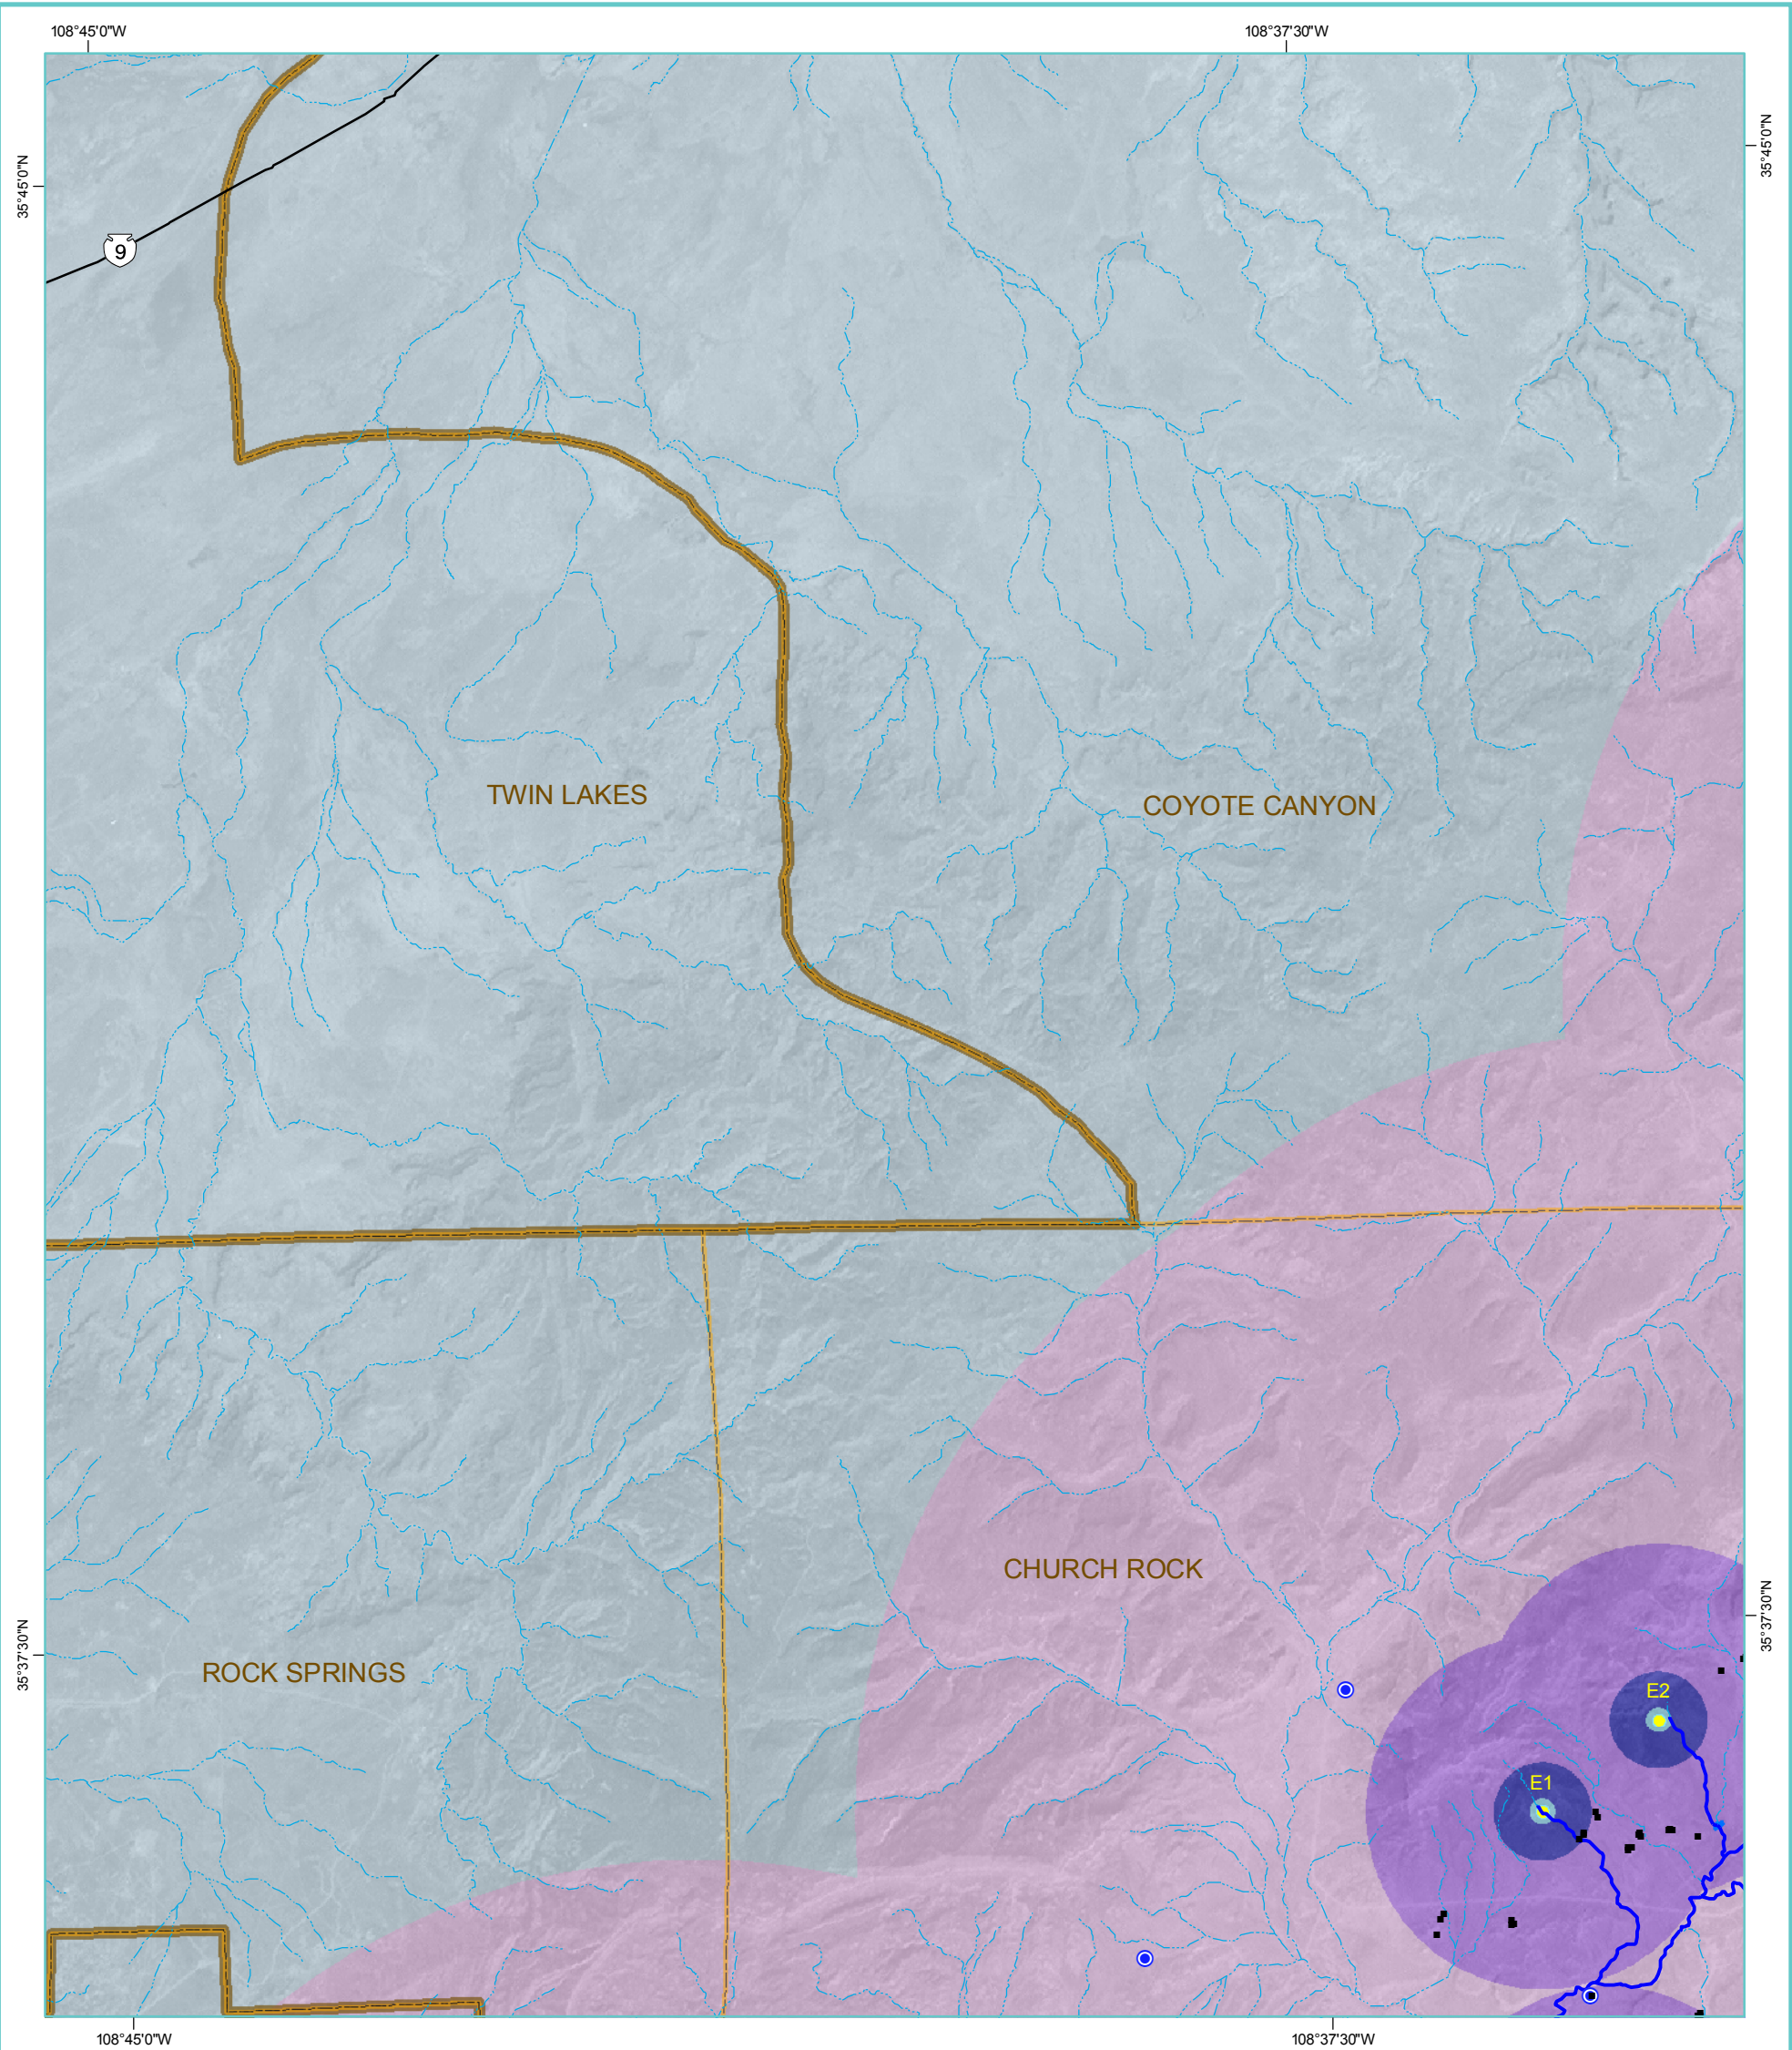 108°45'0"W
108°37'30"W
35°45'0"N
35°45'0"N
9
TWIN LAKES
COYOTE CANYON
CHURCH ROCK
35°37'30"N
35°37'30"N
ROCK SPRINGS
E2
E1
108°45'0"W
108°37'30"W